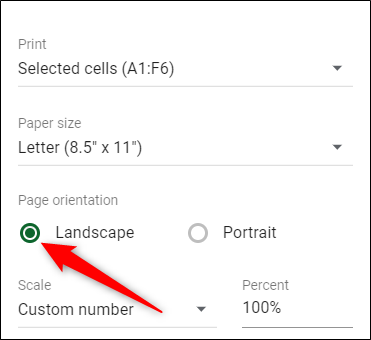 Print
Selected cells (A1:F6)
Paper size
Letter (8.5" x 11")
Page orientation
Landscape Portrait
Scale Percent
Custom number 100%